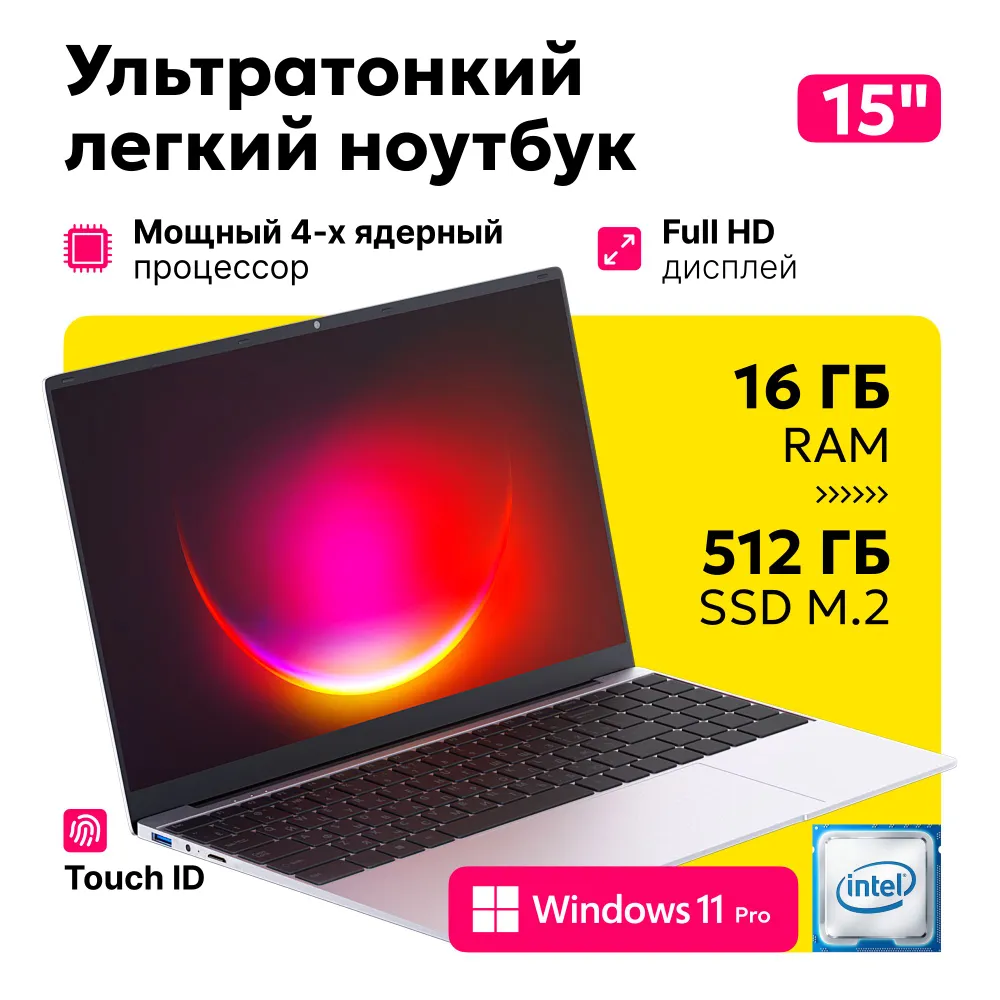 Ультратонкий
легкий ноутбук
15"
Мощный 4-х ядерный
процессор
Full HD
дисплей
16 ГБ
RAM
512 ГБ
SSD M.2
Touch ID
Windows 11 Pro
intel